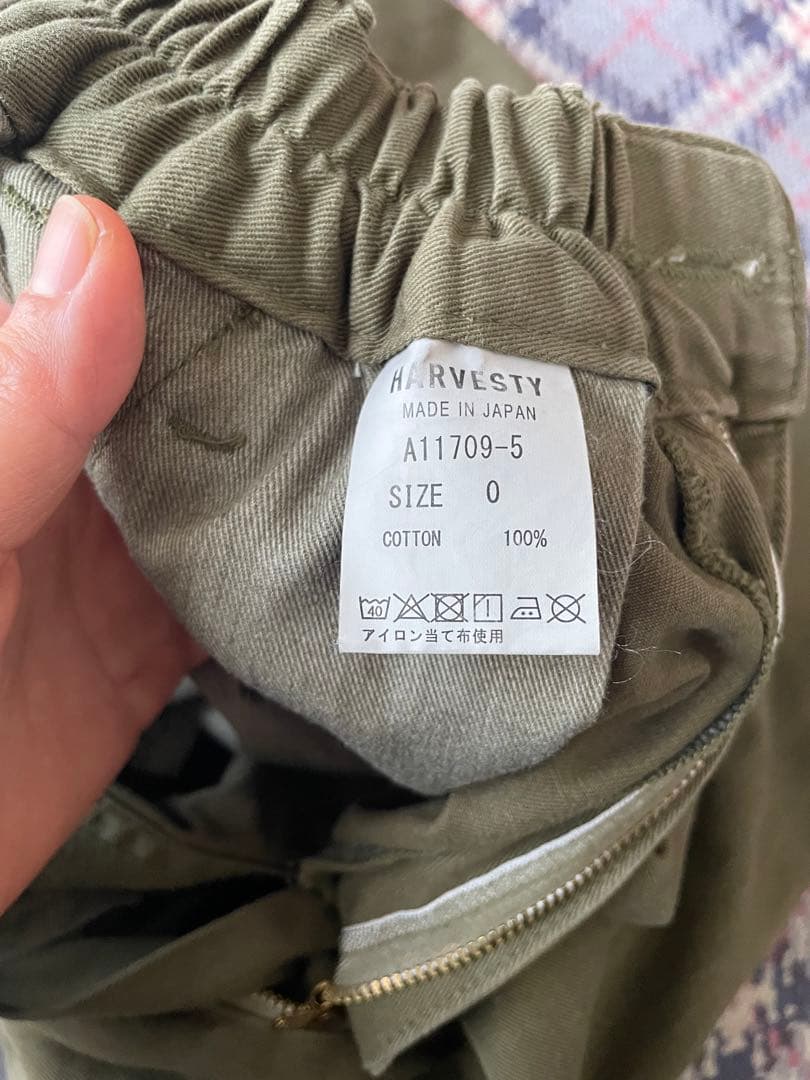 HARVESTY
MADE IN JAPAN
A11709-5
SIZE 0
COTTON 100%
40
アイロン当て布使用